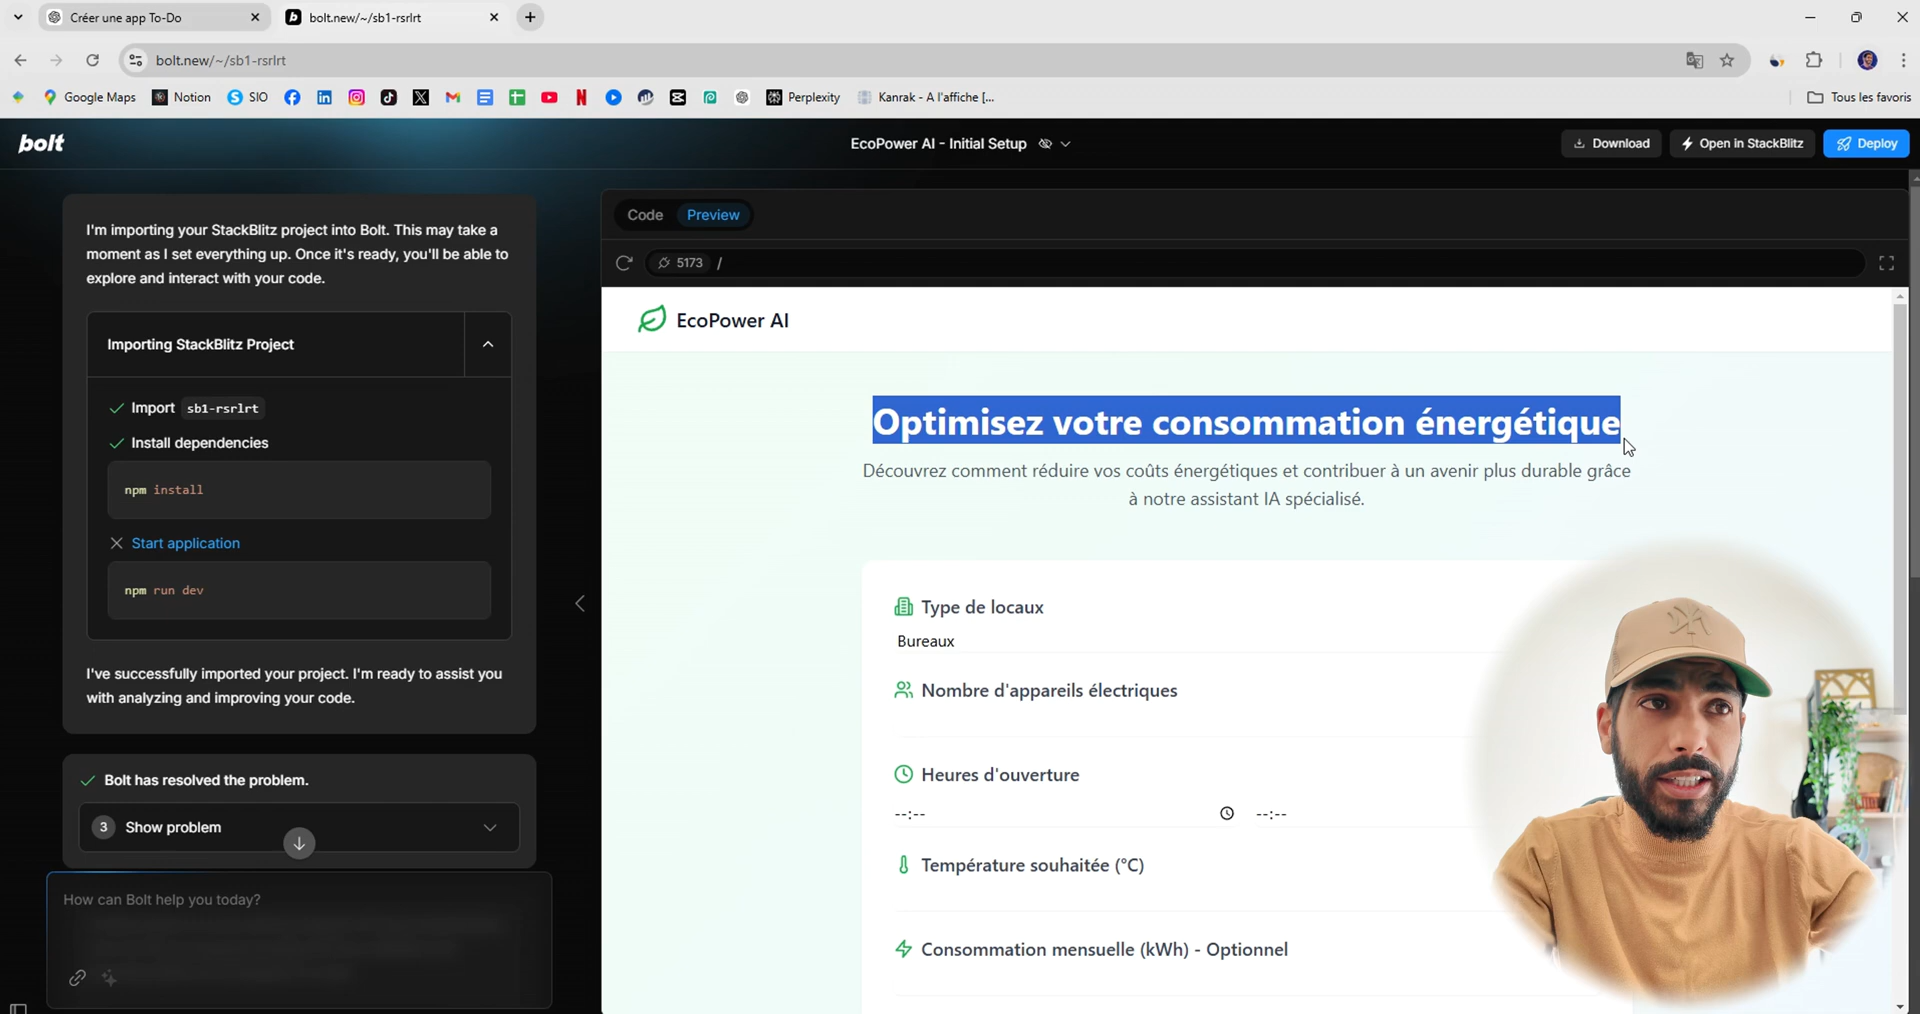 Créer une app To-Do
bolt.new/~/sb1-rsrlrt
bolt.new/~/sb1-rsrlrt
Google Maps
Notion
SIO
Perplexity
Kanrak - A l'affiche [...
Tous les favoris
bolt
EcoPower AI - Initial Setup
Download
Open in StackBlitz
Deploy
I'm importing your StackBlitz project into Bolt. This may take a
moment as I set everything up. Once it's ready, you'll be able to
explore and interact with your code.
Importing StackBlitz Project
Import sb1-rsrlrt
Install dependencies
npm install
Start application
npm run dev
I've successfully imported your project. I'm ready to assist you
with analyzing and improving your code.
Bolt has resolved the problem.
3 Show problem
How can Bolt help you today?
Code Preview
5173 /
EcoPower AI
Optimisez votre consommation énergétique
Découvrez comment réduire vos coûts énergétiques et contribuer à un avenir plus durable grâce
à notre assistant IA spécialisé.
Type de locaux
Bureaux
Nombre d'appareils électriques
Heures d'ouverture
--:-- --:--
Température souhaitée (°C)
Consommation mensuelle (kWh) - Optionnel